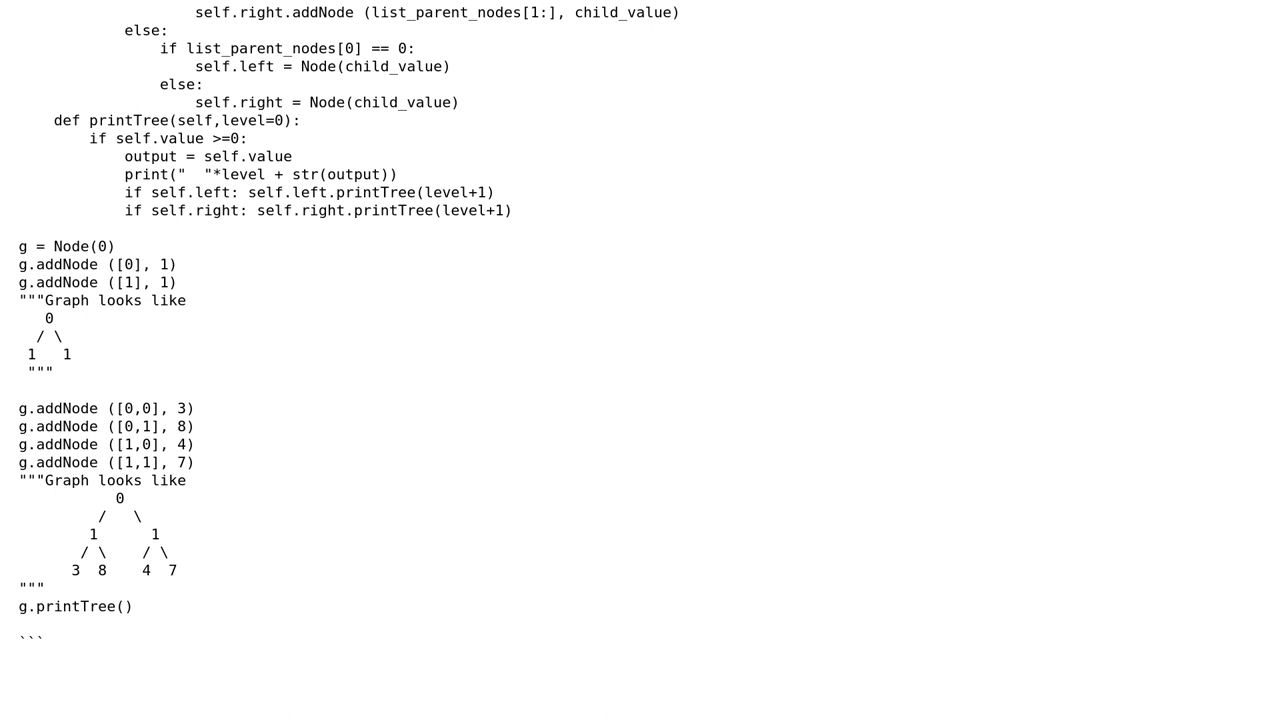 self.right.addNode (list_parent_nodes[1:], child_value)
            else:
                if list_parent_nodes[0] == 0:
                    self.left = Node(child_value)
                else:
                    self.right = Node(child_value)
    def printTree(self,level=0):
        if self.value >=0:
            output = self.value
            print("  "*level + str(output))
            if self.left: self.left.printTree(level+1)
            if self.right: self.right.printTree(level+1)

g = Node(0)
g.addNode ([0], 1)
g.addNode ([1], 1)
"""Graph looks like
   0
  / \
 1   1
 """

g.addNode ([0,0], 3)
g.addNode ([0,1], 8)
g.addNode ([1,0], 4)
g.addNode ([1,1], 7)
"""Graph looks like
           0
         /   \
        1      1
       / \    / \
      3  8    4  7
"""
g.printTree()

```